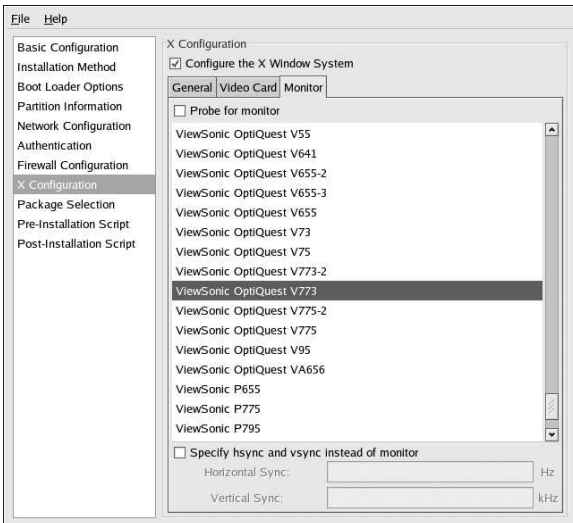 File Help
Basic Configuration
Installation Method
Boot Loader Options
Partition Information
Network Configuration
Authentication
Firewall Configuration
X Configuration
Package Selection
Pre-Installation Script
Post-Installation Script
X Configuration
Configure the X Window System
General Video Card Monitor
Probe for monitor
ViewSonic OptiQuest V55
ViewSonic OptiQuest V641
ViewSonic OptiQuest V655-2
ViewSonic OptiQuest V655-3
ViewSonic OptiQuest V655
ViewSonic OptiQuest V73
ViewSonic OptiQuest V75
ViewSonic OptiQuest V773-2
ViewSonic OptiQuest V773
ViewSonic OptiQuest V775-2
ViewSonic OptiQuest V775
ViewSonic OptiQuest V95
ViewSonic OptiQuest VA656
ViewSonic P655
ViewSonic P775
ViewSonic P795
Specify hsync and vsync instead of monitor
Horizontal Sync: Hz
Vertical Sync: kHz